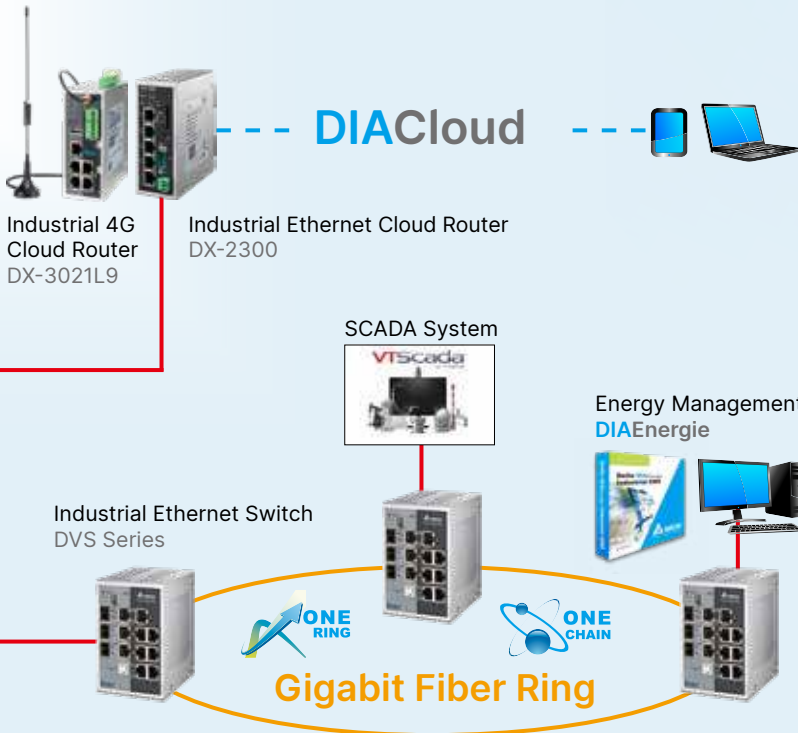 DIACloud
Industrial 4G
Cloud Router
DX-3021L9
Industrial Ethernet Cloud Router
DX-2300
SCADA System
VTScada
Energy Management
DIAEnergie
Industrial Ethernet Switch
DVS Series
ONE
RING
ONE
CHAIN
Gigabit Fiber Ring